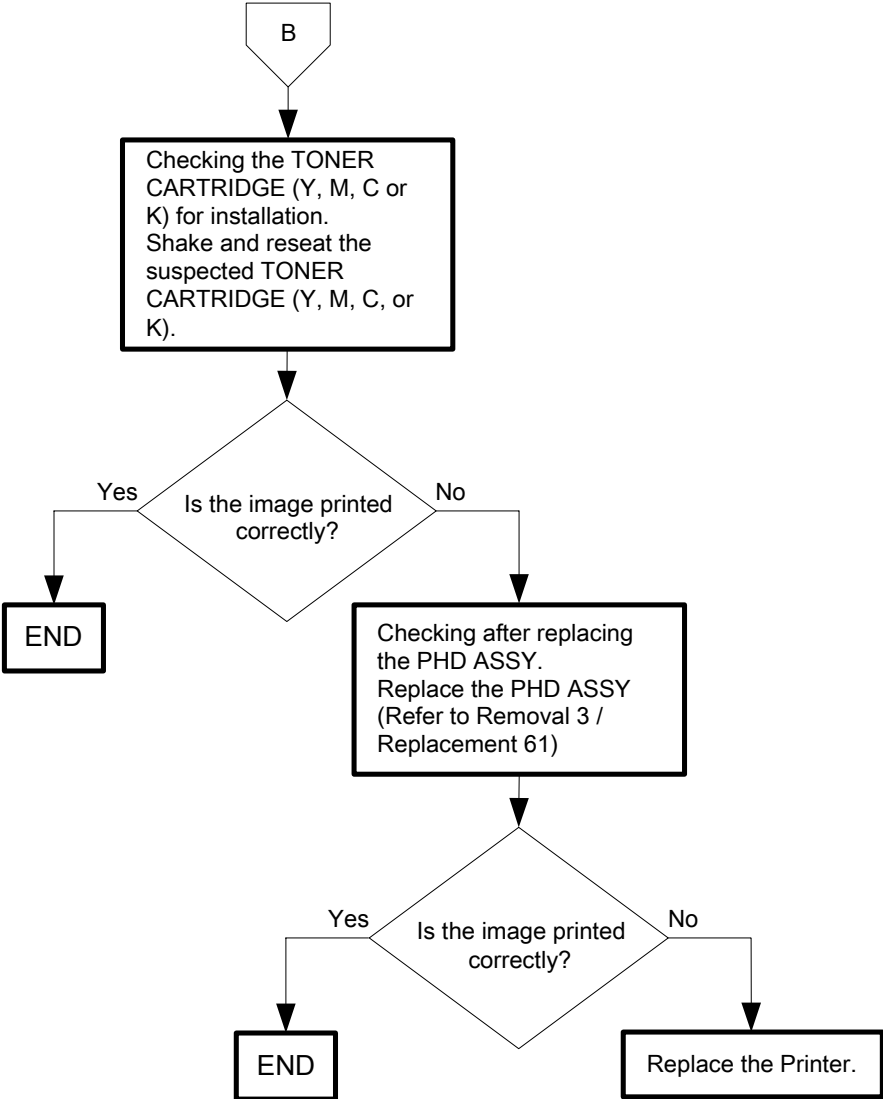 B
Checking the TONER
CARTRIDGE (Y, M, C or
K) for installation.
Shake and reseat the
suspected TONER
CARTRIDGE (Y, M, C, or
K).
Yes
No
Is the image printed
correctly?
END
Checking after replacing
the PHD ASSY.
Replace the PHD ASSY
(Refer to Removal 3 /
Replacement 61)
Yes
No
Is the image printed
correctly?
END
Replace the Printer.